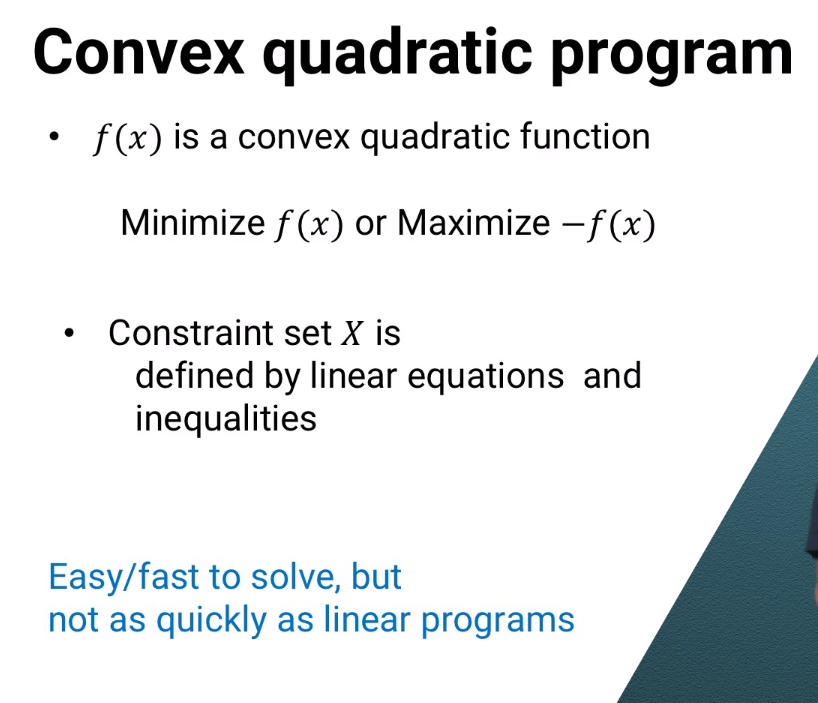 Convex quadratic program
• f(x) is a convex quadratic function
Minimize f(x) or Maximize −f(x)
• Constraint set X is
defined by linear equations and
inequalities
Easy/fast to solve, but
not as quickly as linear programs